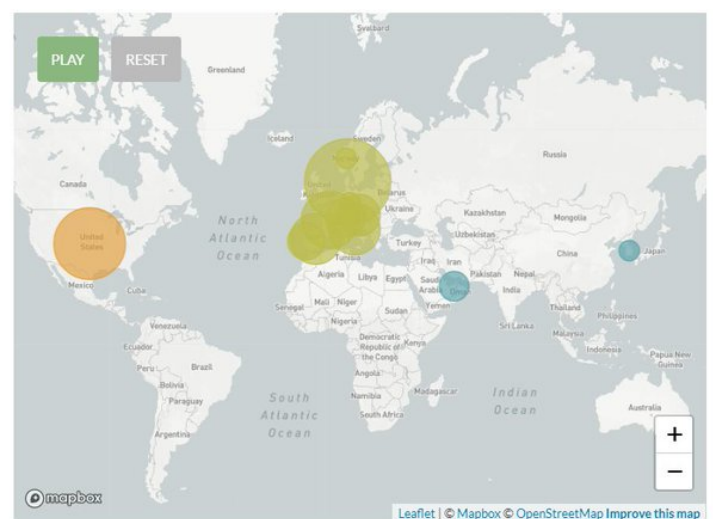 Svalbard
PLAY
RESET
Greenland
Iceland
Sweden
Russia
Canada
United
Belarus
Ukraine
Kazakhstan
Mongolia
North
Atlantic
Ocean
United
States
Uzbekistan
Turkey
China
Japan
Tunisia
Iraq
Iran
Pakistan
Nepal
Mexico
Cuba
Algeria
Libya
Egypt
Saudi
Arabia
Oman
India
Senegal
Mali
Niger
Sudan
Yemen
Thailand
Philippines
Venezuela
Nigeria
Sri Lanka
Malaysia
Ecuador
Democratic
Republic of
the Congo
Kenya
Indonesia
Papua New
Guinea
Peru
Brazil
Angola
Bolivia
South
Atlantic
Ocean
Namibia
Madagascar
Indian
Ocean
Paraguay
South Africa
Australia
Argentina
+
−
mapbox
Leaflet | © Mapbox © OpenStreetMap Improve this map